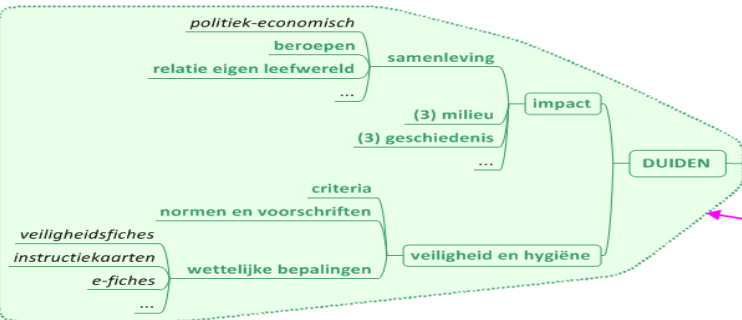 politiek-economisch
beroepen
samenleving
relatie eigen leefwereld
...
impact
(3) milieu
(3) geschiedenis
...
DUIDEN
criteria
normen en voorschriften
veiligheidsfiches
veiligheid en hygiëne
instructiekaarten
wettelijke bepalingen
e-fiches
...